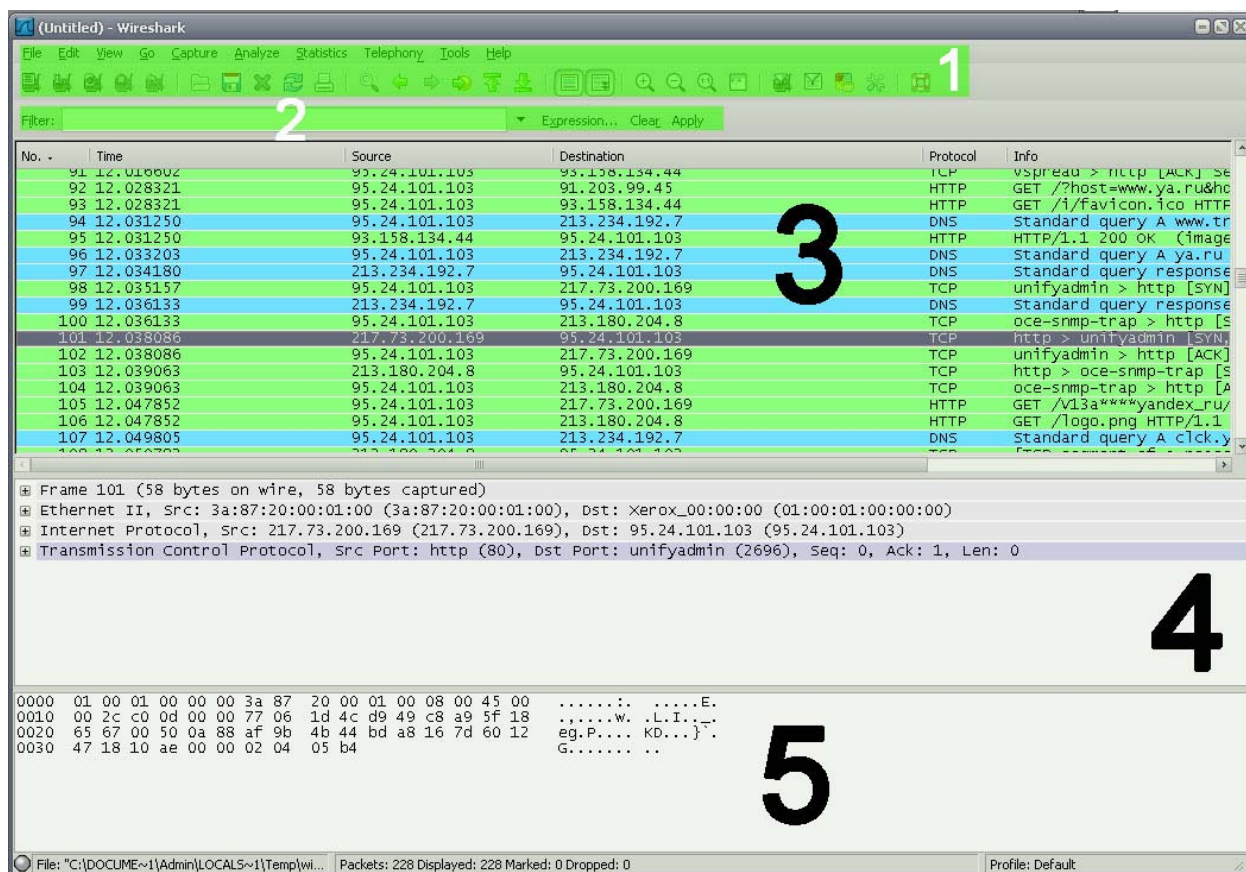 (Untitled) - Wireshark
File Edit View Go Capture Analyze Statistics Telephony Tools Help
1
Filter: Expression... Clear Apply
2
No. Time Source Destination Protocol Info
91 12.016602 95.24.101.103 93.158.134.44 TCP vspread > http [ACK] Se
92 12.028321 95.24.101.103 91.203.99.45 HTTP GET /?host=www.ya.ru&ho
93 12.028321 95.24.101.103 93.158.134.44 HTTP GET /i/favicon.ico HTTP
94 12.031250 95.24.101.103 213.234.192.7 DNS Standard query A www.tr
95 12.031250 93.158.134.44 95.24.101.103 HTTP HTTP/1.1 200 OK (image
96 12.033203 95.24.101.103 213.234.192.7 DNS Standard query A ya.ru
97 12.034180 213.234.192.7 95.24.101.103 DNS Standard query response
98 12.035157 95.24.101.103 217.73.200.169 TCP unifyadmin > http [SYN]
99 12.036133 213.234.192.7 95.24.101.103 DNS Standard query response
100 12.036133 95.24.101.103 213.180.204.8 TCP oce-snmp-trap > http [S
101 12.038086 217.73.200.169 95.24.101.103 TCP http > unifyadmin [SYN,
102 12.038086 95.24.101.103 217.73.200.169 TCP unifyadmin > http [ACK]
103 12.039063 213.180.204.8 95.24.101.103 TCP http > oce-snmp-trap [S
104 12.039063 95.24.101.103 213.180.204.8 TCP oce-snmp-trap > http [A
105 12.047852 95.24.101.103 217.73.200.169 HTTP GET /V13a****yandex_ru/
106 12.047852 95.24.101.103 213.180.204.8 HTTP GET /logo.png HTTP/1.1
107 12.049805 95.24.101.103 213.234.192.7 DNS Standard query A clck.y
3
Frame 101 (58 bytes on wire, 58 bytes captured)
Ethernet II, Src: 3a:87:20:00:01:00 (3a:87:20:00:01:00), Dst: Xerox_00:00:00 (01:00:01:00:00:00)
Internet Protocol, Src: 217.73.200.169 (217.73.200.169), Dst: 95.24.101.103 (95.24.101.103)
Transmission Control Protocol, Src Port: http (80), Dst Port: unifyadmin (2696), Seq: 0, Ack: 1, Len: 0
4
0000 01 00 01 00 00 00 3a 87 20 00 01 00 08 00 45 00 ......:. .....E.
0010 00 2c c0 0d 00 00 77 06 1d 4c d9 49 c8 a9 5f 18 .,....w. .L.I.._.
0020 65 67 00 50 0a 88 af 9b 4b 44 bd a8 16 7d 60 12 eg.P.... KD...}`.
0030 47 18 10 ae 00 00 02 04 05 b4 G....... ..
5
File: "C:\DOCUME~1\Admin\LOCALS~1\Temp\wi... Packets: 228 Displayed: 228 Marked: 0 Dropped: 0 Profile: Default